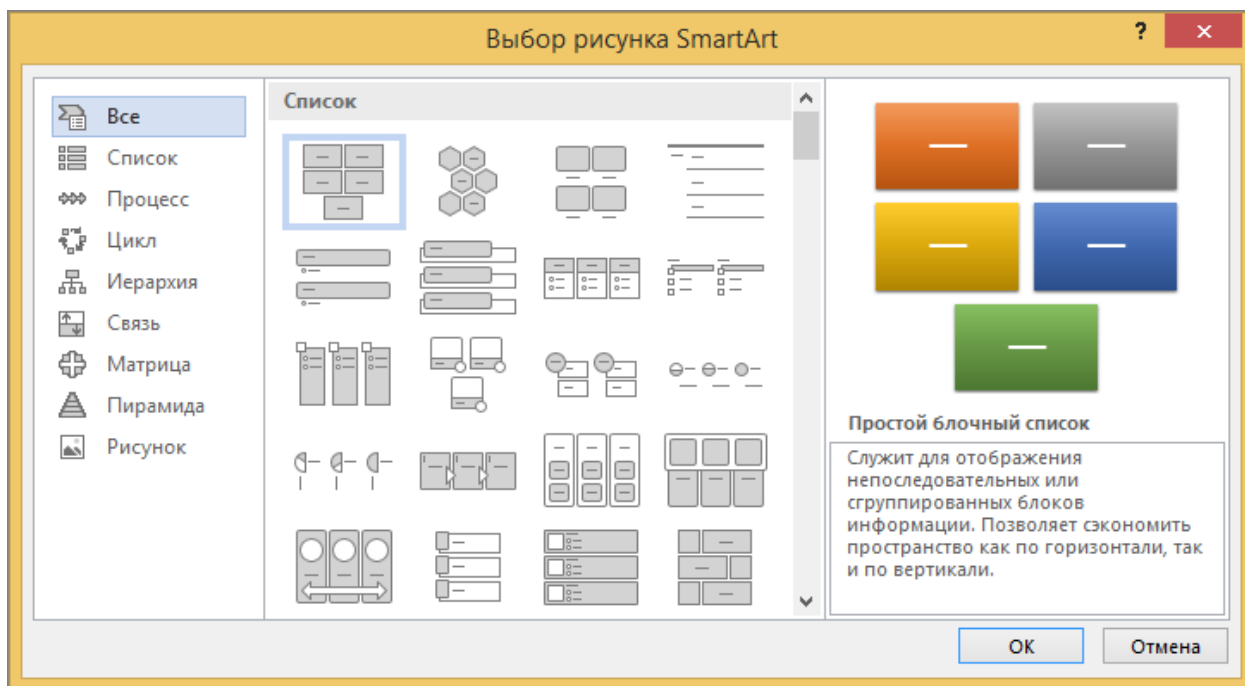 Выбор рисунка SmartArt
?
Все
Список
Процесс
Цикл
Иерархия
Связь
Матрица
Пирамида
Рисунок
Список
Простой блочный список
Служит для отображения
непоследовательных или
сгруппированных блоков
информации. Позволяет сэкономить
пространство как по горизонтали, так
и по вертикали.
ОК
Отмена